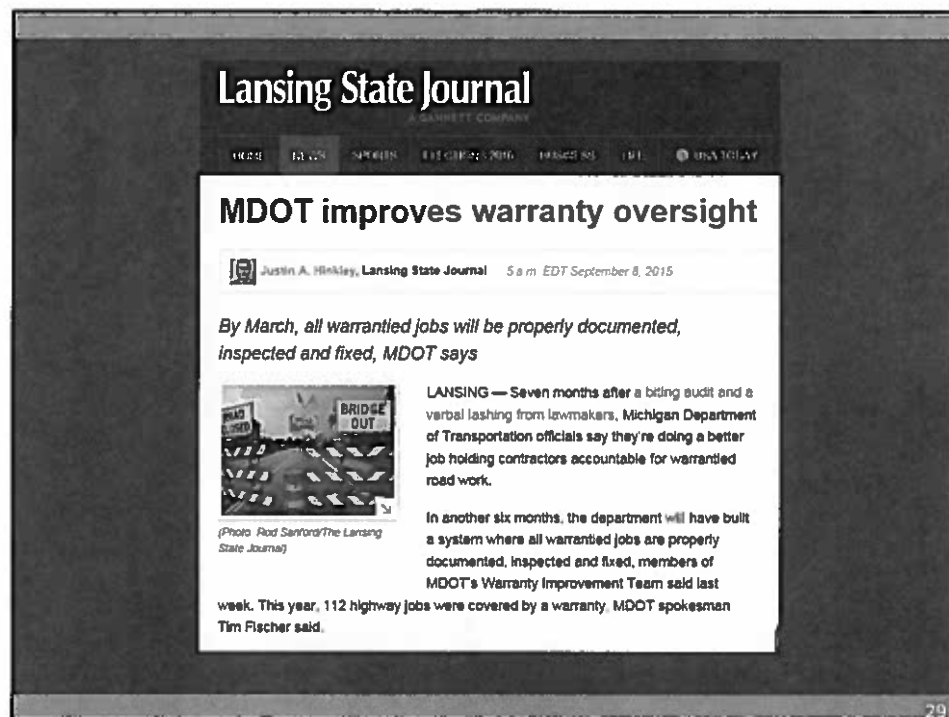 Lansing State Journal
A GANNETT COMPANY
HOME NEWS SPORTS LIFE USA TODAY
MDOT improves warranty oversight
Justin A. Hinkley, Lansing State Journal 5 a m EDT September 8, 2015
By March, all warrantied jobs will be properly documented,
inspected and fixed, MDOT says
ROAD CLOSED
BRIDGE
OUT
LANSING — Seven months after a biting audit and a
verbal lashing from lawmakers, Michigan Department
of Transportation officials say they're doing a better
job holding contractors accountable for warrantied
road work.
(Photo Rod Sanford/The Lansing
State Journal)
In another six months, the department will have built
a system where all warrantied jobs are properly
documented, inspected and fixed, members of
MDOT's Warranty Improvement Team said last
week. This year, 112 highway jobs were covered by a warranty, MDOT spokesman
Tim Fischer said.
29